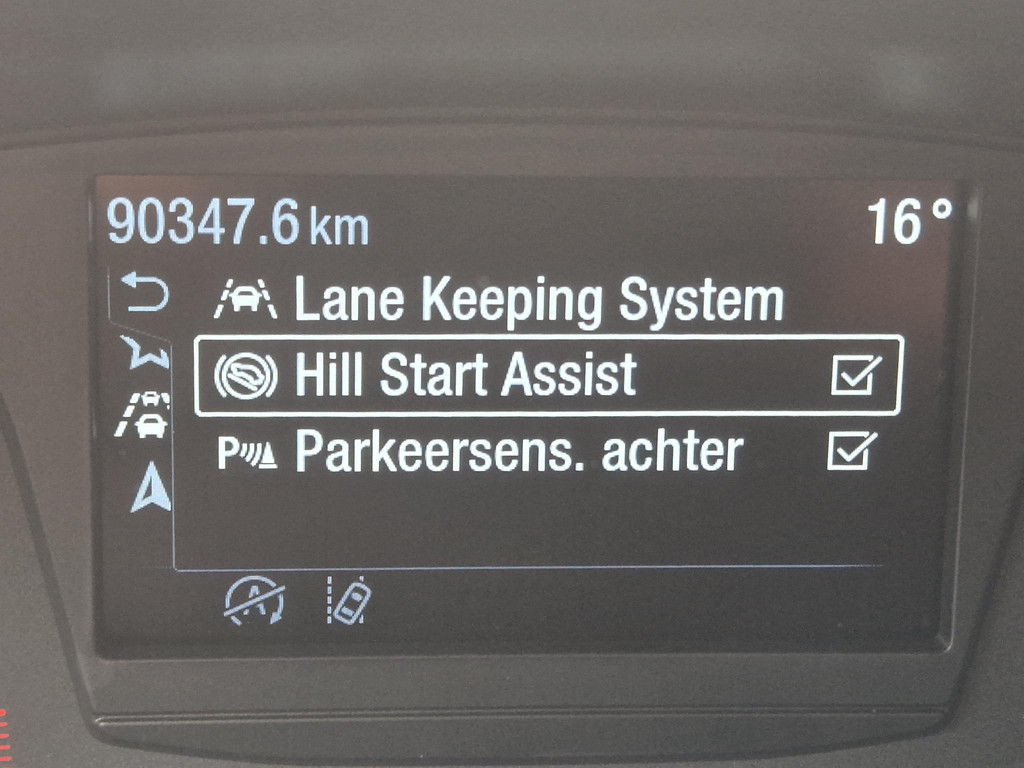 90347.6 km 16°
Lane Keeping System
Hill Start Assist
P Parkeersens. achter
A